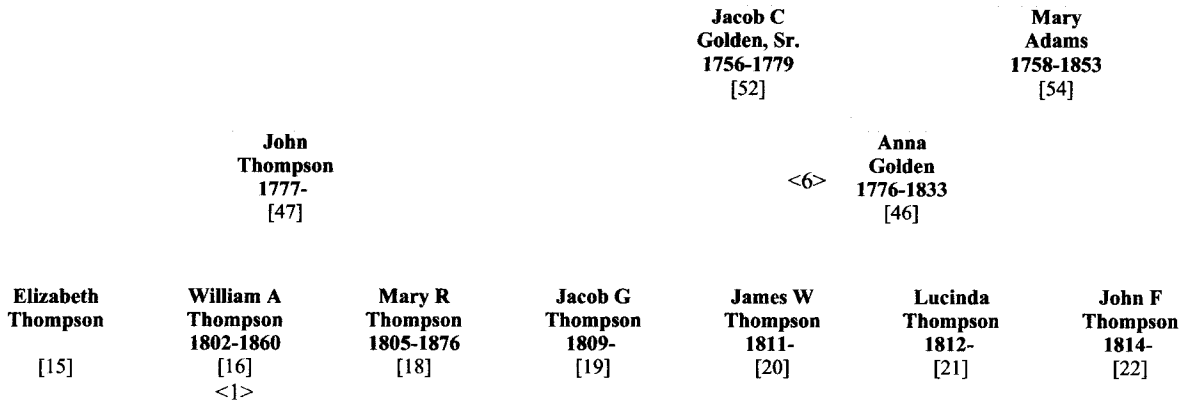 Jacob C
Golden, Sr.
1756-1779
[52]
Mary
Adams
1758-1853
[54]
John
Thompson
1777-
[47]
<6>
Anna
Golden
1776-1833
[46]
Elizabeth
Thompson
[15]
William A
Thompson
1802-1860
[16]
<1>
Mary R
Thompson
1805-1876
[18]
Jacob G
Thompson
1809-
[19]
James W
Thompson
1811-
[20]
Lucinda
Thompson
1812-
[21]
John F
Thompson
1814-
[22]